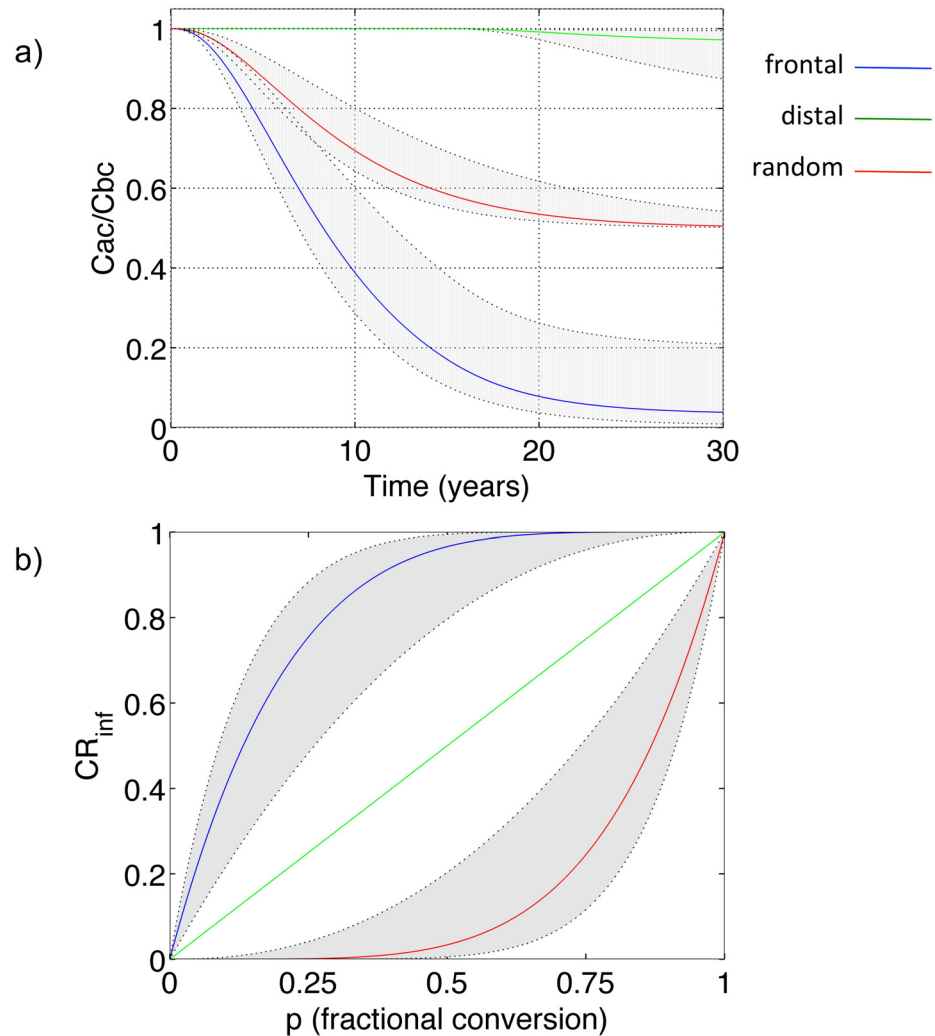 a)
1
0.8
0.6
0.4
0.2
0
Cac/Cbc
0 10 20 30
Time (years)
frontal
distal
random
b)
1
0.8
0.6
0.4
0.2
0
CRinf
0 0.25 0.5 0.75 1
p (fractional conversion)